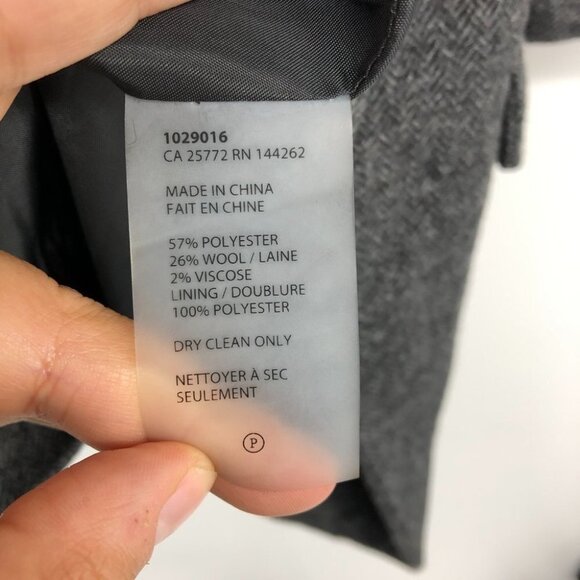 1029016
CA 25772 RN 144262
MADE IN CHINA
FAIT EN CHINE
57% POLYESTER
26% WOOL / LAINE
2% VISCOSE
LINING / DOUBLURE
100% POLYESTER
DRY CLEAN ONLY
NETTOYER À SEC
SEULEMENT
P